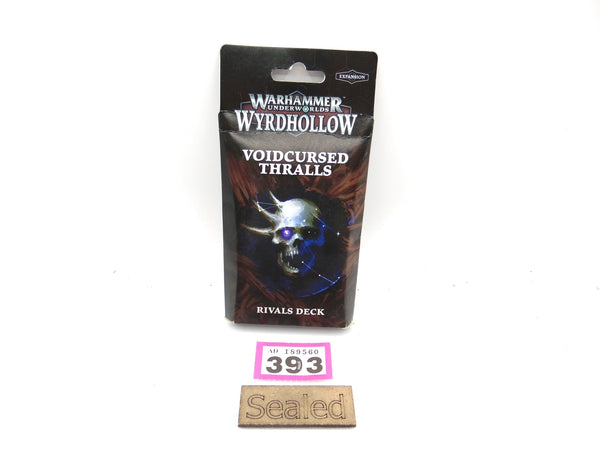 EXPANSION
WARHAMMER
UNDERWORLDS
WYRDHOLLOW
VOIDCURSED
THRALLS
RIVALS DECK
AD 189560
393
Sealed